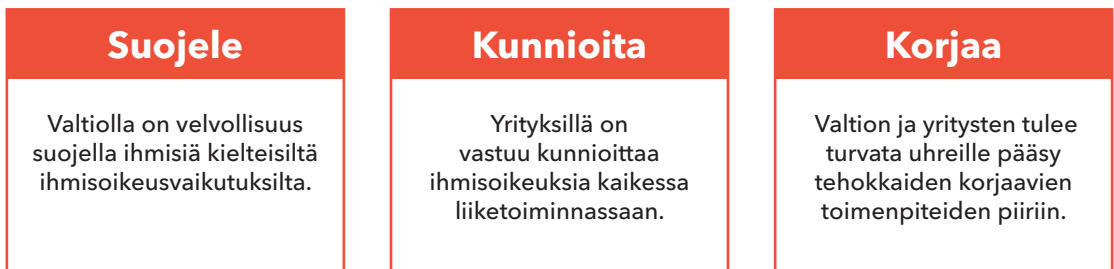 Suojele
Valtiolla on velvollisuus
suojella ihmisiä kielteisiltä
ihmisoikeusvaikutuksilta.
Kunnioita
Yrityksillä on
vastuu kunnioittaa
ihmisoikeuksia kaikessa
liiketoiminnassaan.
Korjaa
Valtion ja yritysten tulee
turvata uhreille pääsy
tehokkaiden korjaavien
toimenpiteiden piiriin.